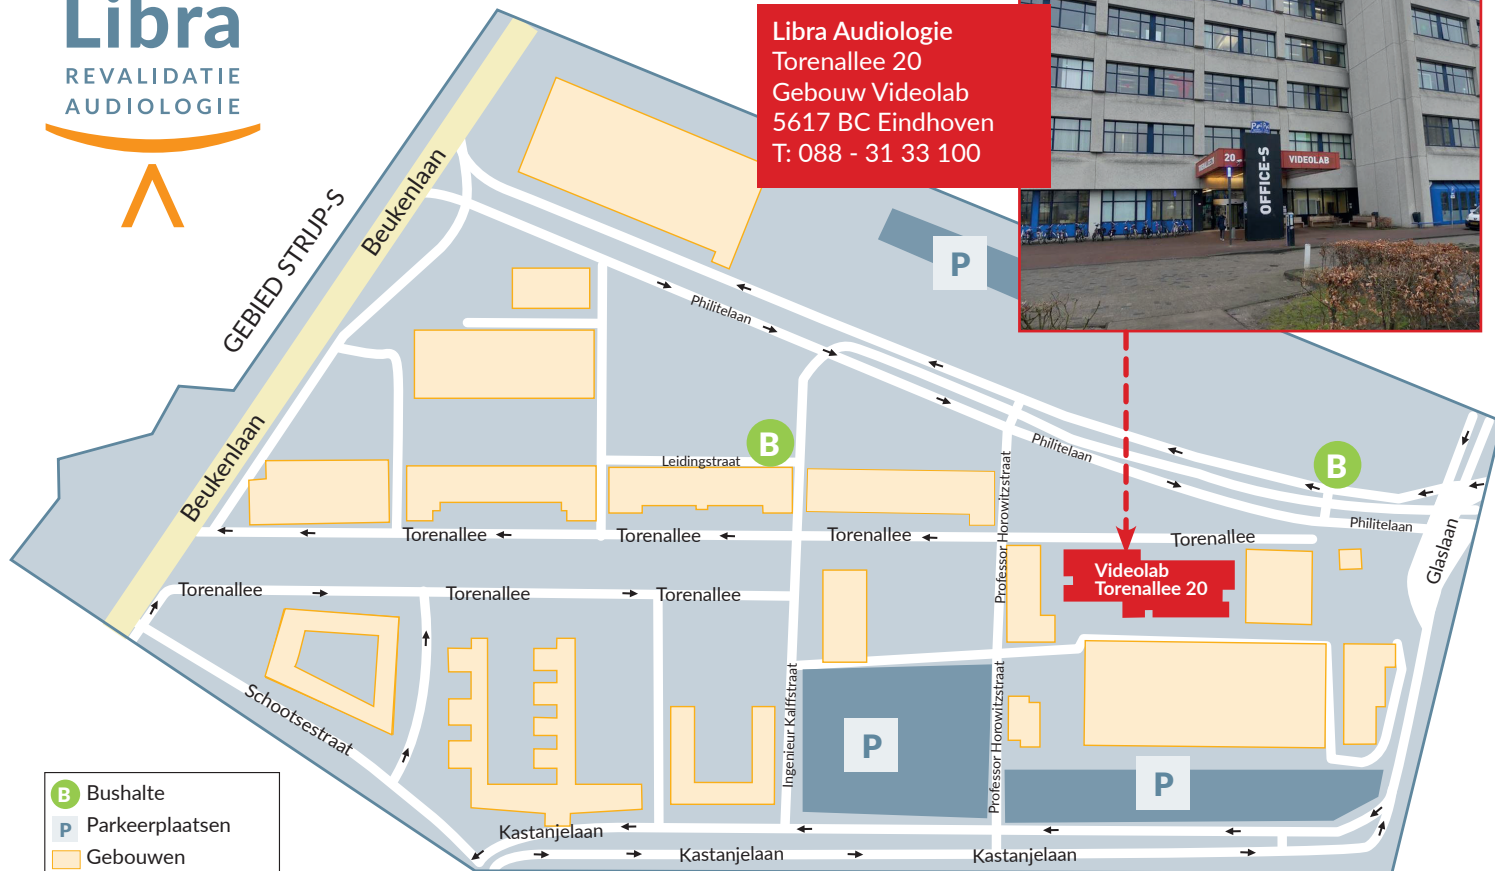 Libra
REVALIDATIE
AUDIOLOGIE
Libra Audiologie
Torenallee 20
Gebouw Videolab
5617 BC Eindhoven
T: 088 - 31 33 100
20
OFFICE-S
VIDEOLAB
GEBIED STRIJP-S
Beukenlaan
Beukenlaan
P
Philitelaan
Philitelaan
Philitelaan
B
B
Leidingstraat
Torenallee
Torenallee
Torenallee
Torenallee
Torenallee
Torenallee
Torenallee
Professor Horowitzstraat
Professor Horowitzstraat
Ingenieur Kalffstraat
Glaslaan
Videolab
Torenallee 20
Schootsestraat
P
P
Kastanjelaan
Kastanjelaan
Kastanjelaan
B Bushalte
P Parkeerplaatsen
Gebouwen